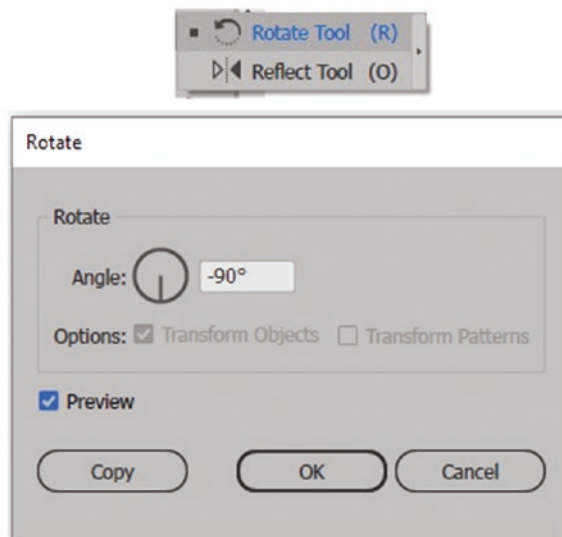 Rotate Tool (R)
Reflect Tool (O)
Rotate
Rotate
Angle: -90°
Options: Transform Objects Transform Patterns
Preview
Copy OK Cancel